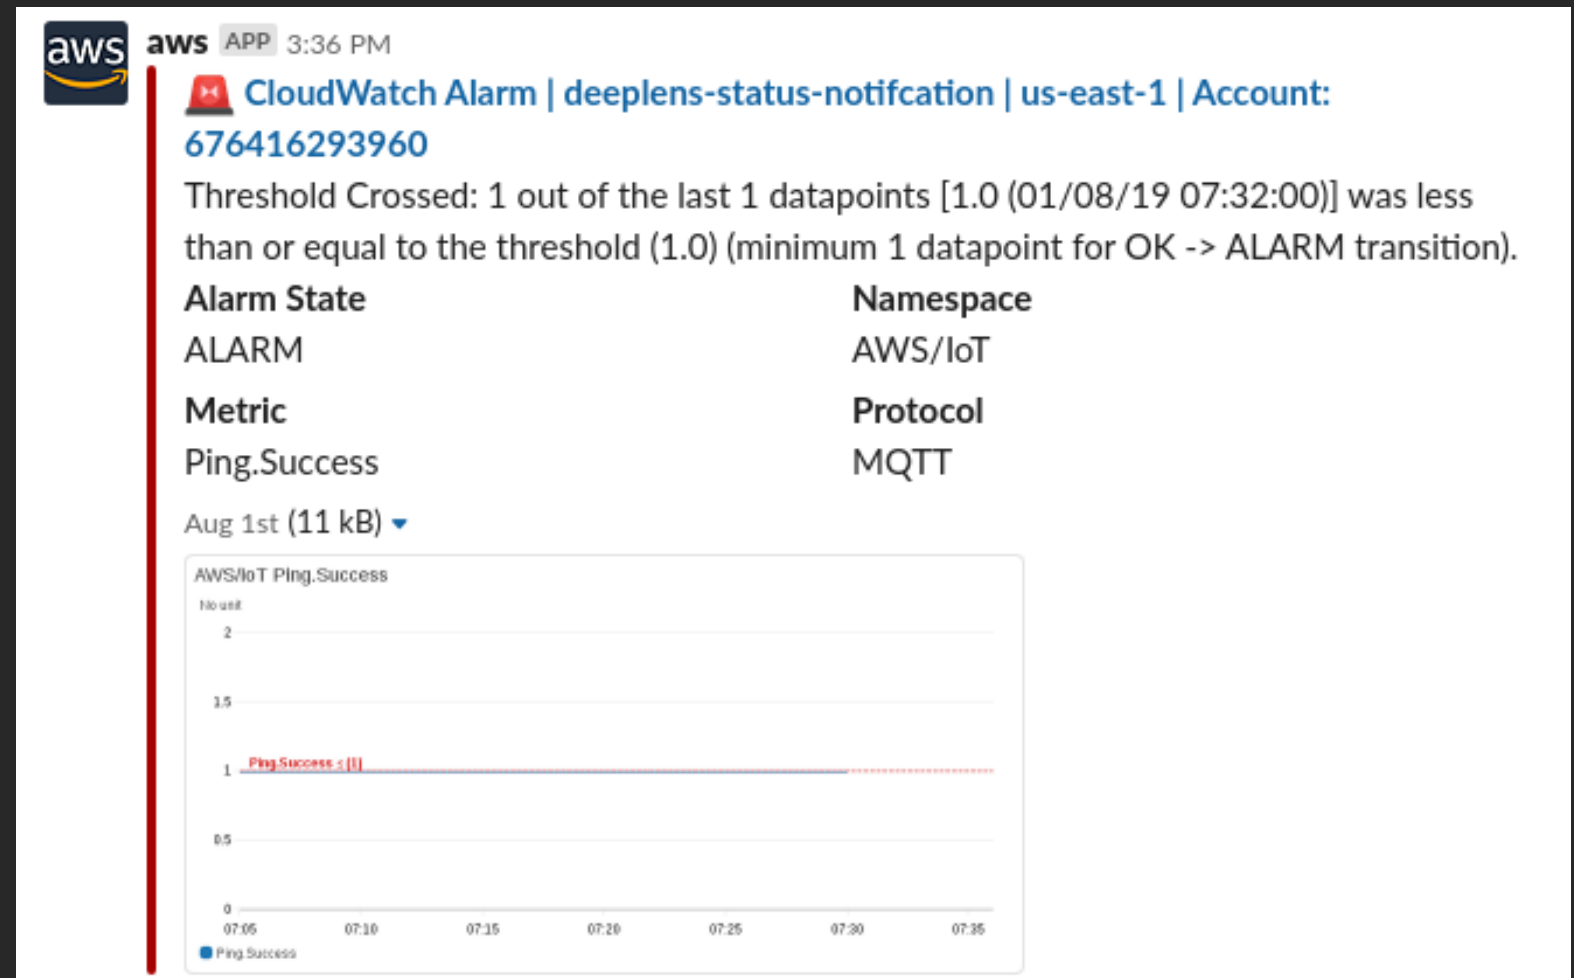 aws
aws APP 3:36 PM
CloudWatch Alarm | deeplens-status-notifcation | us-east-1 | Account:
676416293960
Threshold Crossed: 1 out of the last 1 datapoints [1.0 (01/08/19 07:32:00)] was less
than or equal to the threshold (1.0) (minimum 1 datapoint for OK -> ALARM transition).
Alarm State Namespace
ALARM AWS/IoT
Metric Protocol
Ping.Success MQTT
Aug 1st (11 kB)
AWS/IoT Ping.Success
No unit
2
1.5
Ping.Success ≤ (1)
1
0.5
0
07:05 07:10 07:15 07:20 07:25 07:30 07:35
Ping.Success